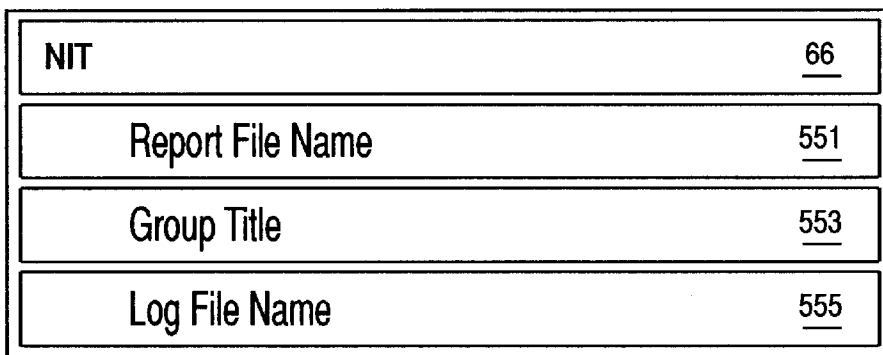 NIT 66
Report File Name 551
Group Title 553
Log File Name 555